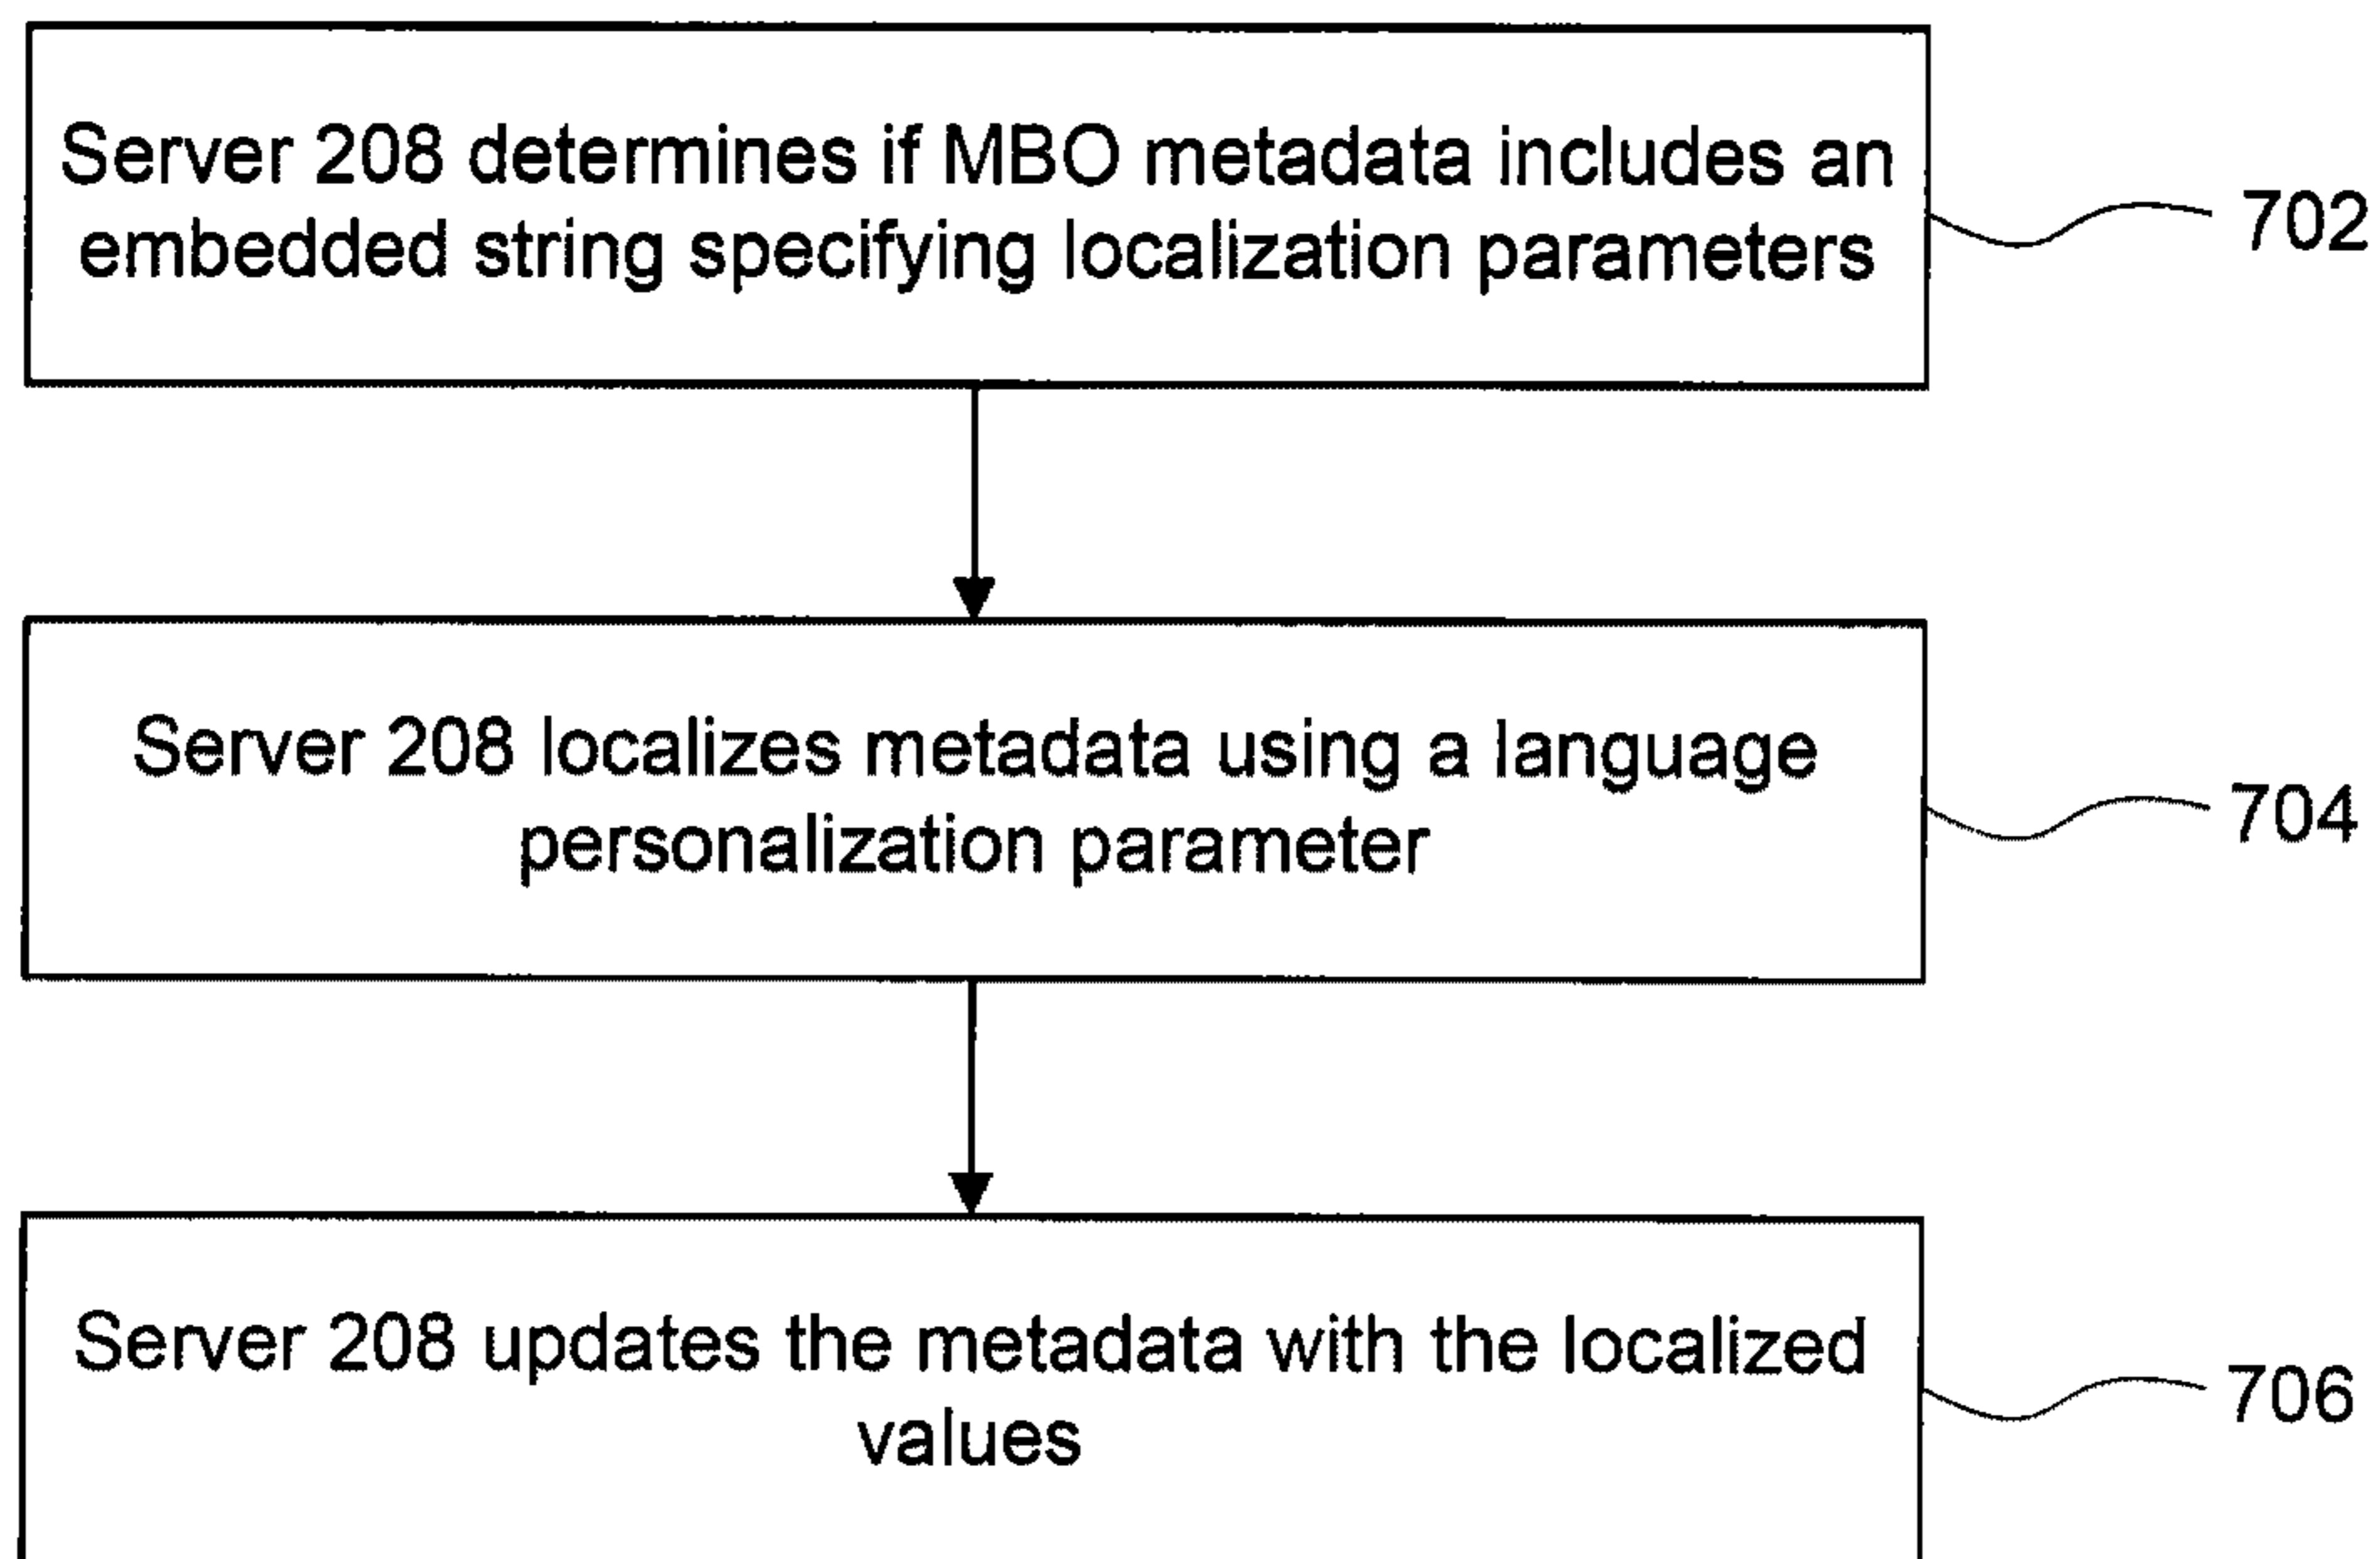 Server 208 determines if MBO metadata includes an
embedded string specifying localization parameters
702
Server 208 localizes metadata using a language
personalization parameter
704
Server 208 updates the metadata with the localized
values
706